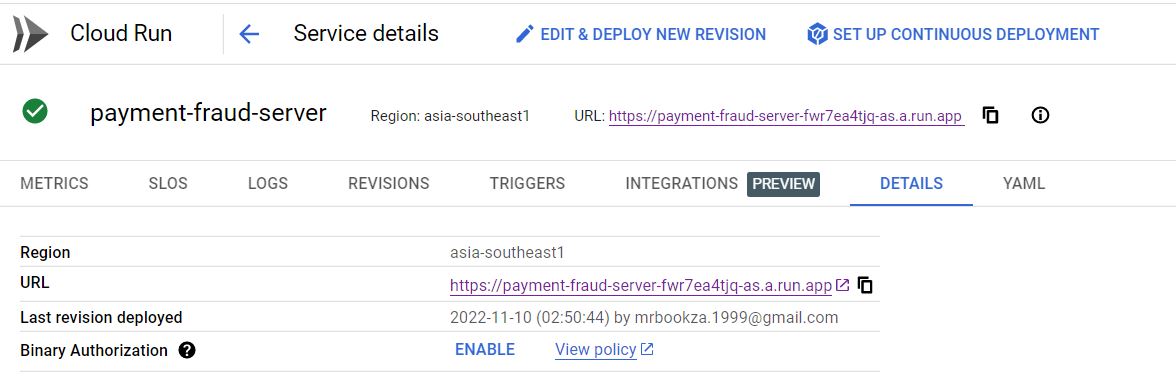 Cloud Run Service details EDIT & DEPLOY NEW REVISION SET UP CONTINUOUS DEPLOYMENT
payment-fraud-server Region: asia-southeast1 URL: https://payment-fraud-server-fwr7ea4tjq-as.a.run.app
METRICS SLOS LOGS REVISIONS TRIGGERS INTEGRATIONS PREVIEW DETAILS YAML
Region asia-southeast1
URL https://payment-fraud-server-fwr7ea4tjq-as.a.run.app
Last revision deployed 2022-11-10 (02:50:44) by mrbookza.1999@gmail.com
Binary Authorization ? ENABLE View policy